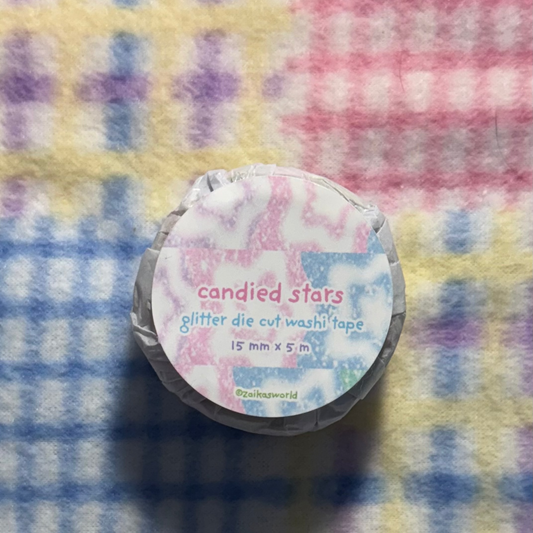 candied stars
glitter die cut washi tape
15 mm x 5 m
©zaikasworld